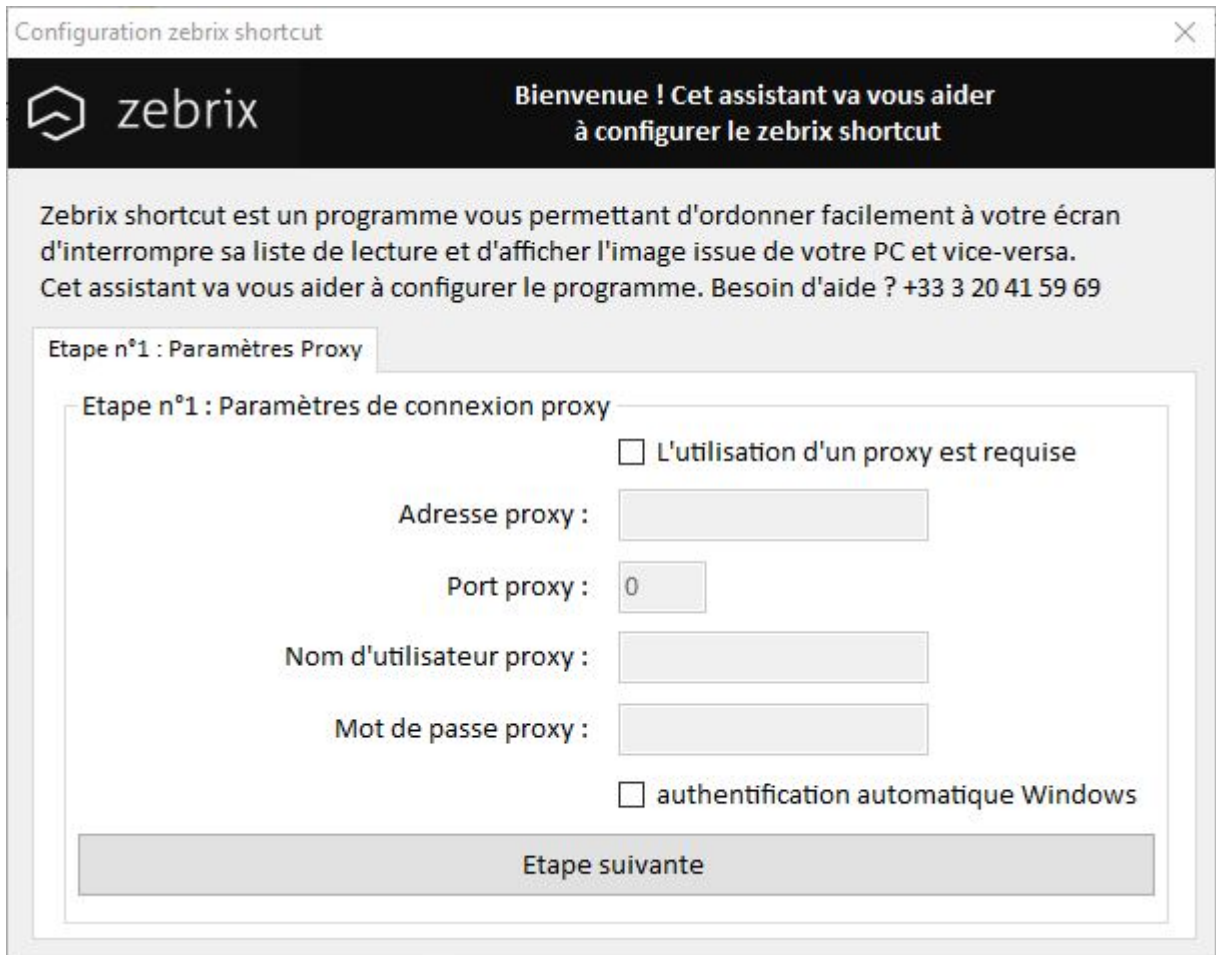 Configuration zebrix shortcut
zebrix
Bienvenue ! Cet assistant va vous aider
à configurer le zebrix shortcut
Zebrix shortcut est un programme vous permettant d'ordonner facilement à votre écran
d'interrompre sa liste de lecture et d'afficher l'image issue de votre PC et vice-versa.
Cet assistant va vous aider à configurer le programme. Besoin d'aide ? +33 3 20 41 59 69
Etape n°1 : Paramètres Proxy
Etape n°1 : Paramètres de connexion proxy
L'utilisation d'un proxy est requise
Adresse proxy :
Port proxy : 0
Nom d'utilisateur proxy :
Mot de passe proxy :
authentification automatique Windows
Etape suivante